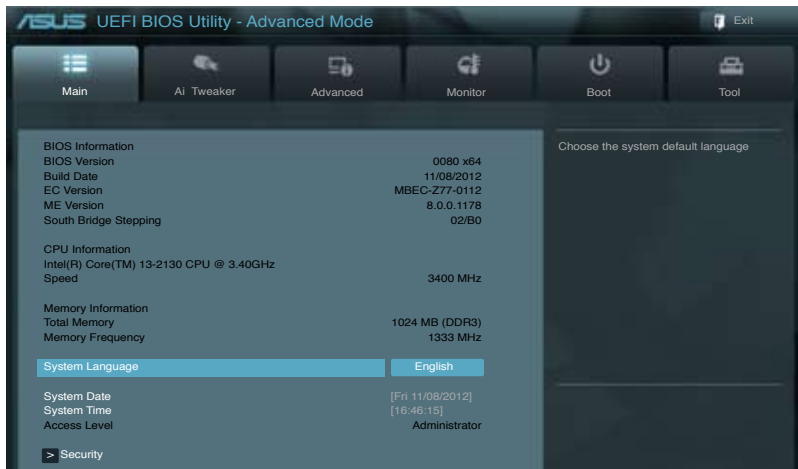 ASUS UEFI BIOS Utility - Advanced Mode
Exit
Main
Ai Tweaker
Advanced
Monitor
Boot
Tool
BIOS Information
BIOS Version 0080 x64
Build Date 11/08/2012
EC Version MBEC-Z77-0112
ME Version 8.0.0.1178
South Bridge Stepping 02/B0
CPU Information
Intel(R) Core(TM) 13-2130 CPU @ 3.40GHz
Speed 3400 MHz
Memory Information
Total Memory 1024 MB (DDR3)
Memory Frequency 1333 MHz
System Language English
System Date [Fri 11/08/2012]
System Time [16:46:15]
Access Level Administrator
> Security
Choose the system default language